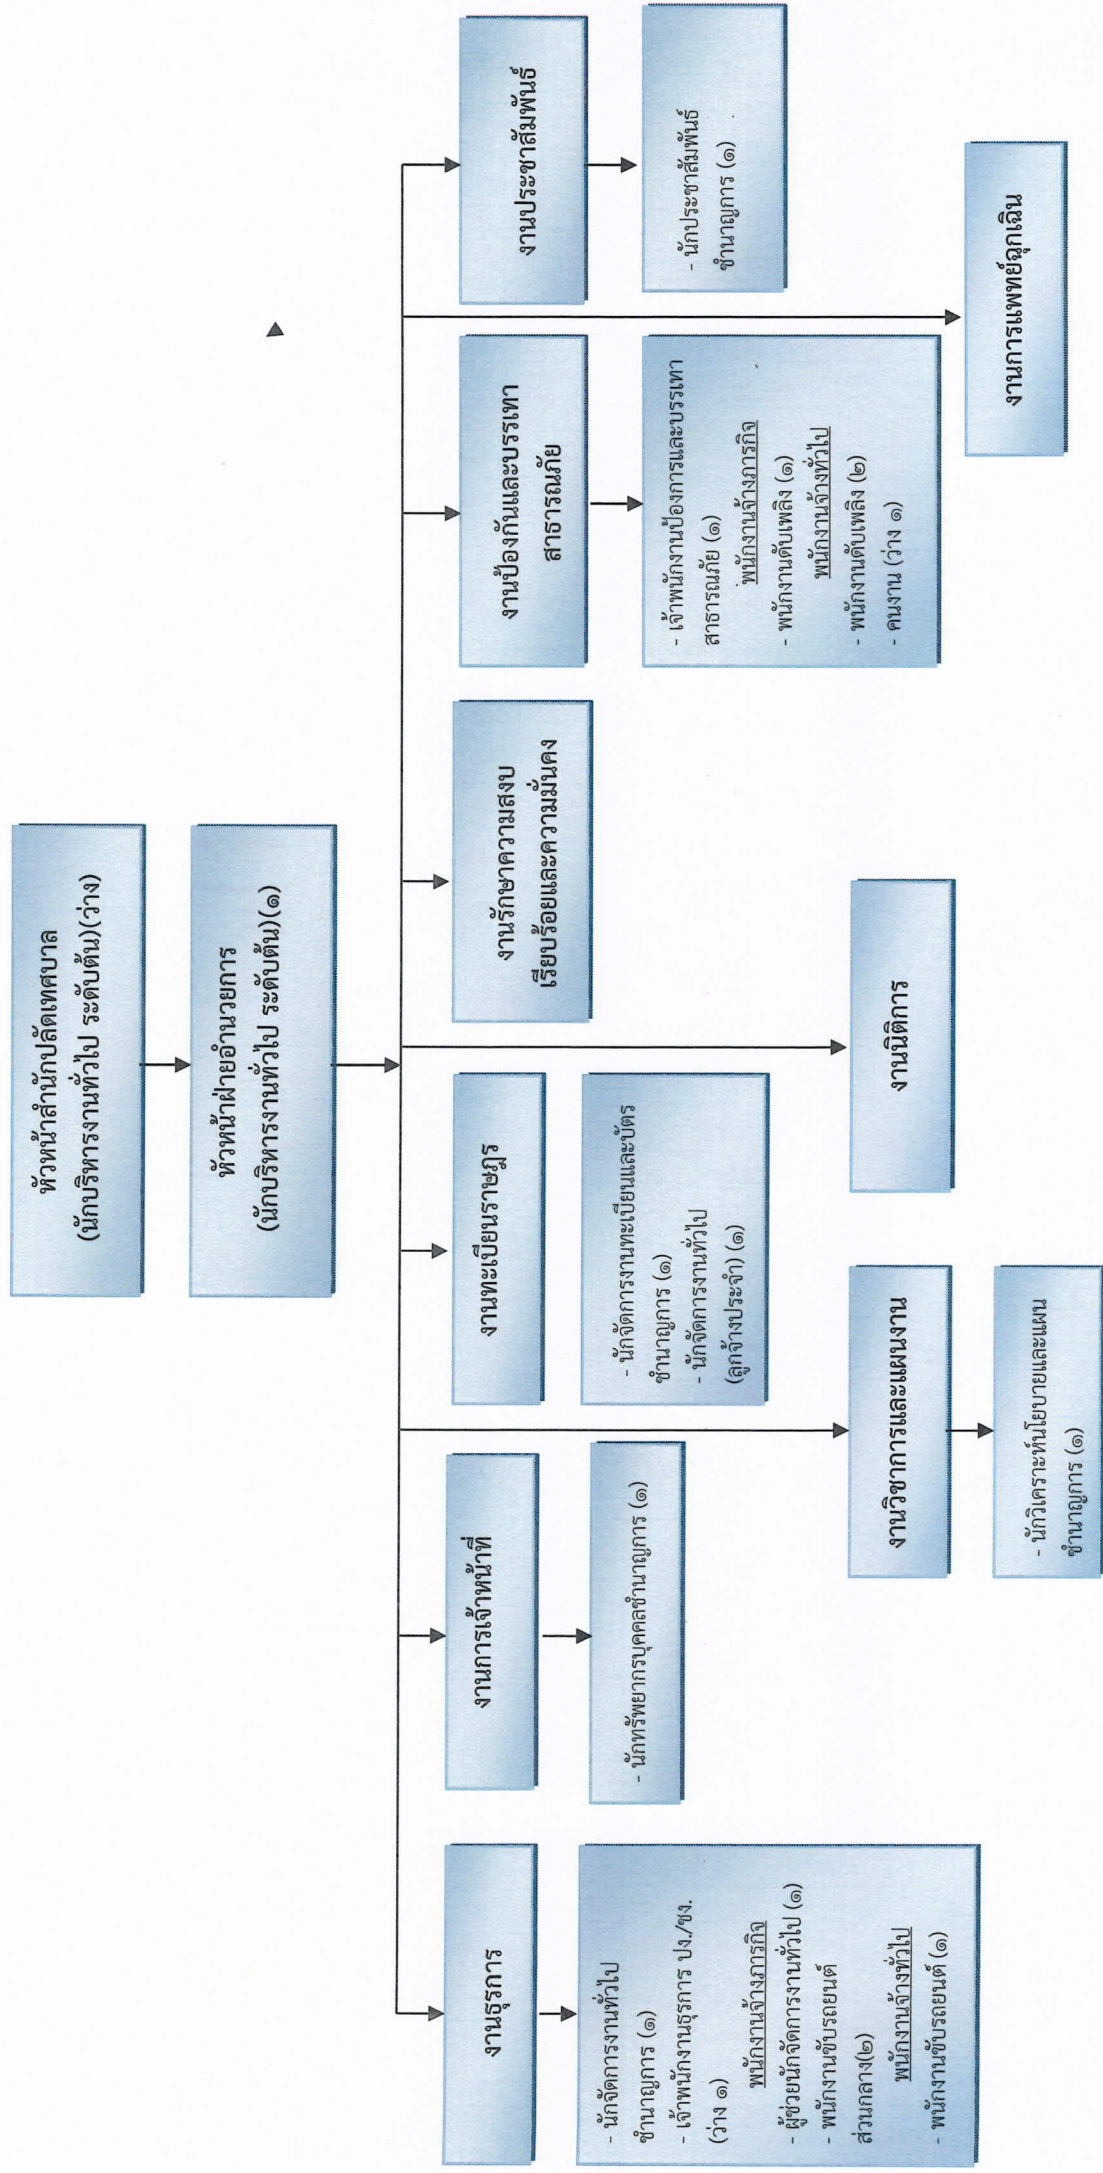 หัวหน้าสำนักปลัดเทศบาล
(นักบริหารงานทั่วไป ระดับต้น)(ว่าง)
หัวหน้าฝ่ายอำนวยการ
(นักบริหารงานทั่วไป ระดับต้น)(๑)
งานธุรการ
- นักจัดการงานทั่วไป
ชำนาญการ (๑)
- เจ้าพนักงานธุรการ ปง./ชง.
(ว่าง ๑)
พนักงานจ้างภารกิจ
- ผู้ช่วยนักจัดการงานทั่วไป (๑)
- พนักงานขับรถยนต์
ส่วนกลาง(๒)
พนักงานจ้างทั่วไป
- พนักงานขับรถยนต์ (๑)
งานการเจ้าหน้าที่
- นักทรัพยากรบุคคลชำนาญการ (๑)
งานทะเบียนราษฎร
- นักจัดการงานทะเบียนและบัตร
ชำนาญการ (๑)
- นักจัดการงานทั่วไป
(ลูกจ้างประจำ) (๑)
งานรักษาความสงบ
เรียบร้อยและความมั่นคง
งานป้องกันและบรรเทา
สาธารณภัย
- เจ้าพนักงานป้องการและบรรเทา
สาธารณภัย (๑)
พนักงานจ้างภารกิจ
- พนักงานดับเพลิง (๑)
พนักงานจ้างทั่วไป
- พนักงานดับเพลิง (๒)
- คนงาน (ว่าง ๑)
งานประชาสัมพันธ์
- นักประชาสัมพันธ์
ชำนาญการ (๑)
งานวิชาการและแผนงาน
- นักวิเคราะห์นโยบายและแผน
ชำนาญการ (๑)
งานนิติการ
งานการแพทย์ฉุกเฉิน